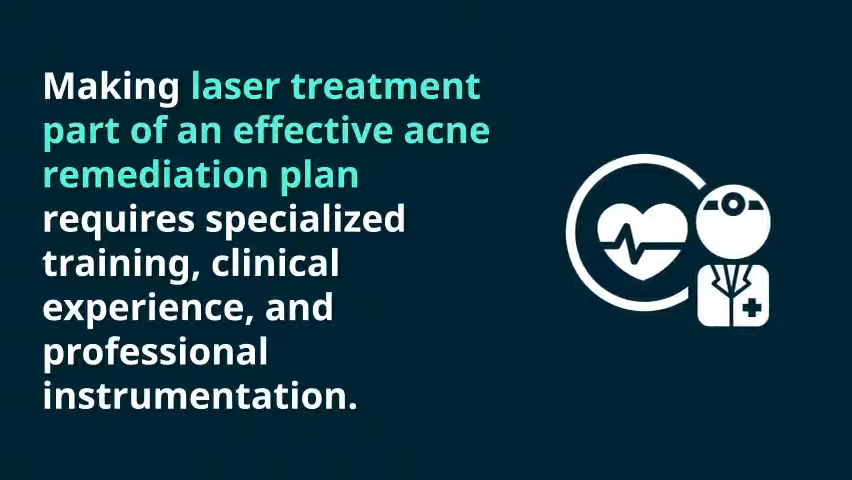 Making laser treatment
part of an effective acne
remediation plan
requires specialized
training, clinical
experience, and
professional
instrumentation.